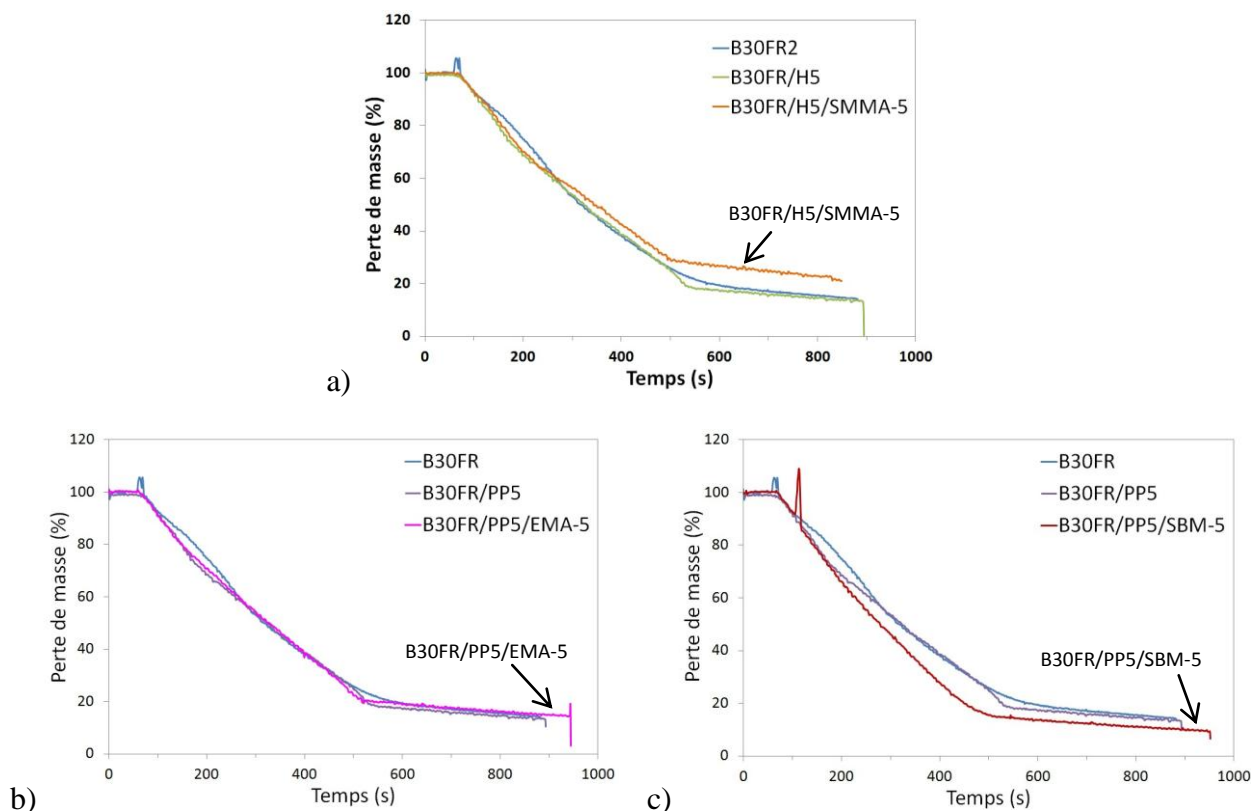 120
100
80
60
40
20
0
Perte de masse (%)
B30FR2
B30FR/H5
B30FR/H5/SMMA-5
B30FR/H5/SMMA-5
0 200 400 600 800 1000
Temps (s)
a)
120
100
80
60
40
20
0
Perte de masse (%)
B30FR
B30FR/PP5
B30FR/PP5/EMA-5
B30FR/PP5/EMA-5
0 200 400 600 800 1000
Temps (s)
b)
120
100
80
60
40
20
0
Perte de masse (%)
B30FR
B30FR/PP5
B30FR/PP5/SBM-5
B30FR/PP5/SBM-5
0 200 400 600 800 1000
Temps (s)
c)